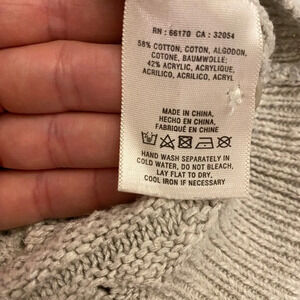 RN : 66170 CA : 32054
58% COTTON, COTON, ALGODON,
COTONE, BAUMWOLLE;
42% ACRYLIC, ACRYLIQUE,
ACRILICO, ACRILICO, ACRYL
MADE IN CHINA,
HECHO EN CHINA,
FABRIQUÉ EN CHINE
HAND WASH SEPARATELY IN
COLD WATER, DO NOT BLEACH,
LAY FLAT TO DRY,
COOL IRON IF NECESSARY